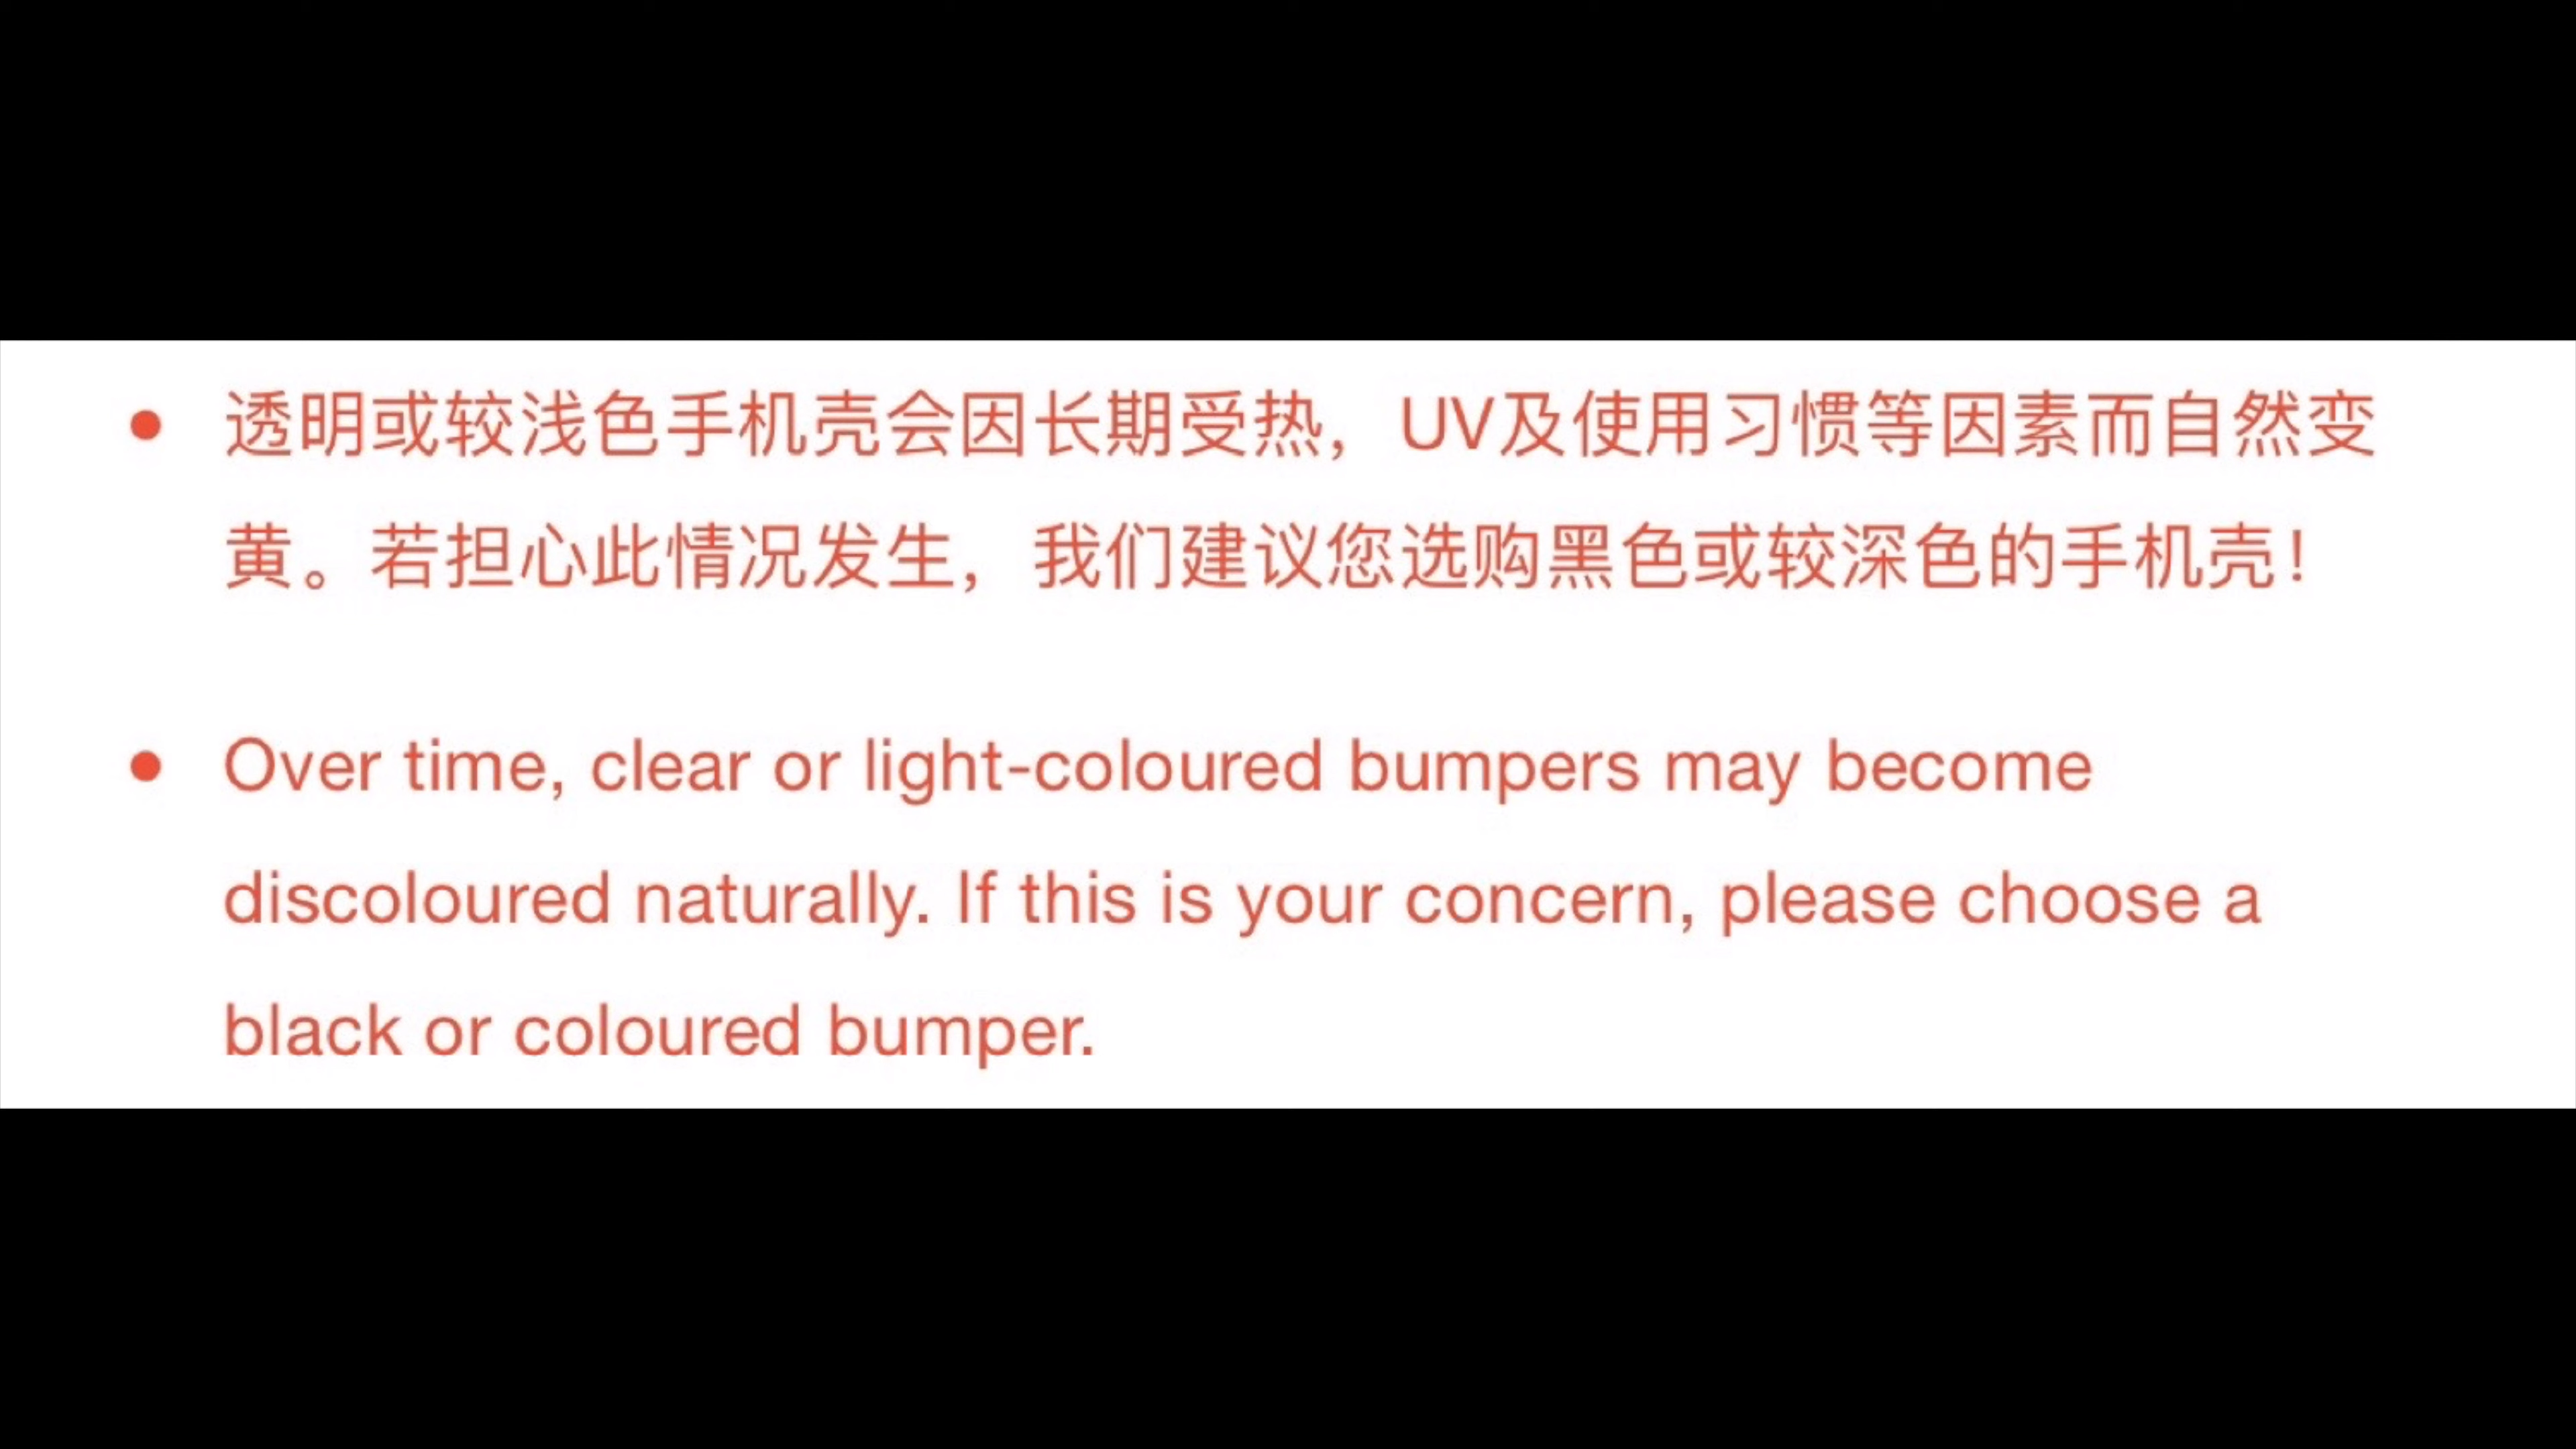 ● 透明或较浅色手机壳会因长期受热，UV及使用习惯等因素而自然变
黄。若担心此情况发生，我们建议您选购黑色或较深色的手机壳！
● Over time, clear or light-coloured bumpers may become
discoloured naturally. If this is your concern, please choose a
black or coloured bumper.